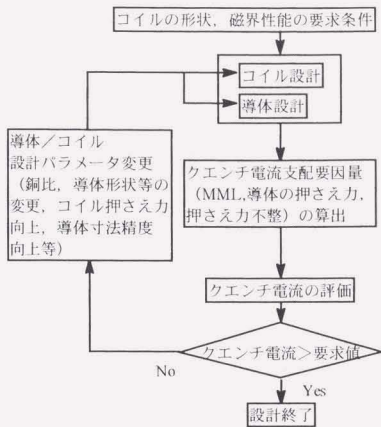 コイルの形状，磁界性能の要求条件
コイル設計
導体設計
導体／コイル
設計パラメータ変更
（銅比，導体形状等の
変更，コイル押さえ力
向上，導体寸法精度
向上等）
クエンチ電流支配要因量
（MML,導体の押さえ力,
押さえ力不整）の算出
クエンチ電流の評価
クエンチ電流＞要求値
No
Yes
設計終了